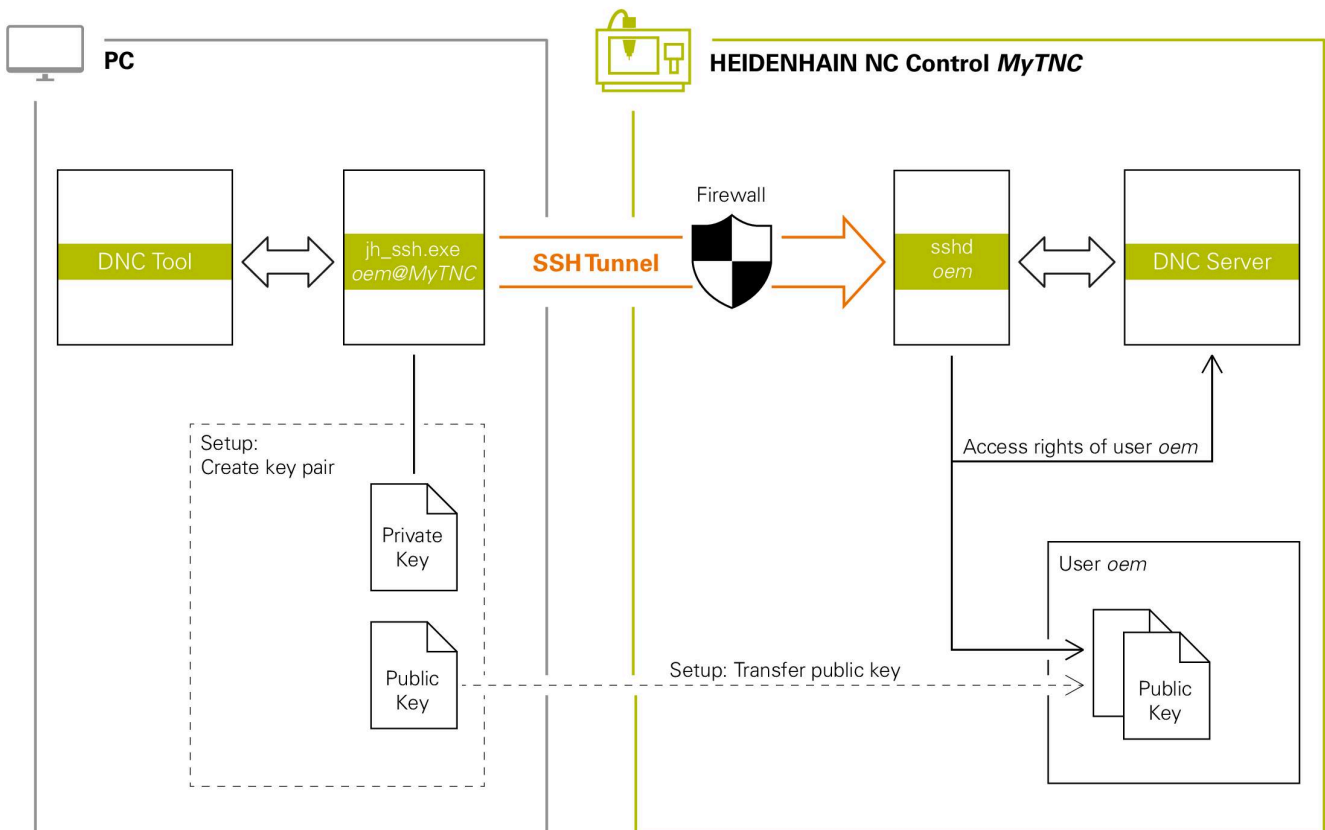 PC
HEIDENHAIN NC Control MyTNC
DNC Tool
jh_ssh.exe
oem@MyTNC
SSH Tunnel
Firewall
sshd
oem
DNC Server
Setup:
Create key pair
Access rights of user oem
Private
Key
User oem
Public
Key
Setup: Transfer public key
Public
Key